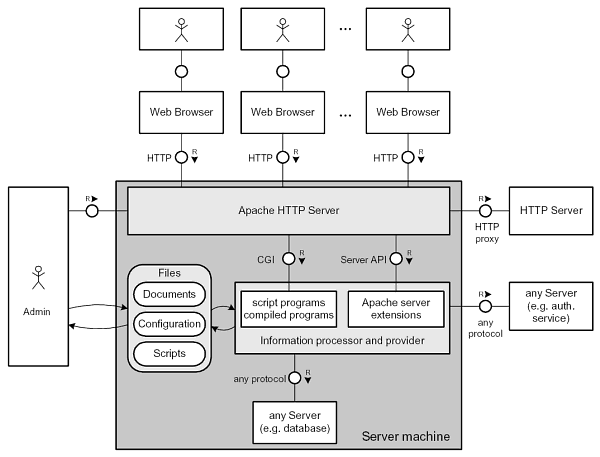 ...
Web Browser
Web Browser
...
Web Browser
HTTP
R
HTTP
R
HTTP
R
R
Apache HTTP Server
R
HTTP
proxy
HTTP Server
CGI
R
Server API
R
Admin
Files
Documents
Configuration
Scripts
script programs
compiled programs
Apache server
extensions
Information processor and provider
R
any
protocol
any Server
(e.g. auth.
service)
any protocol
R
any Server
(e.g. database)
Server machine